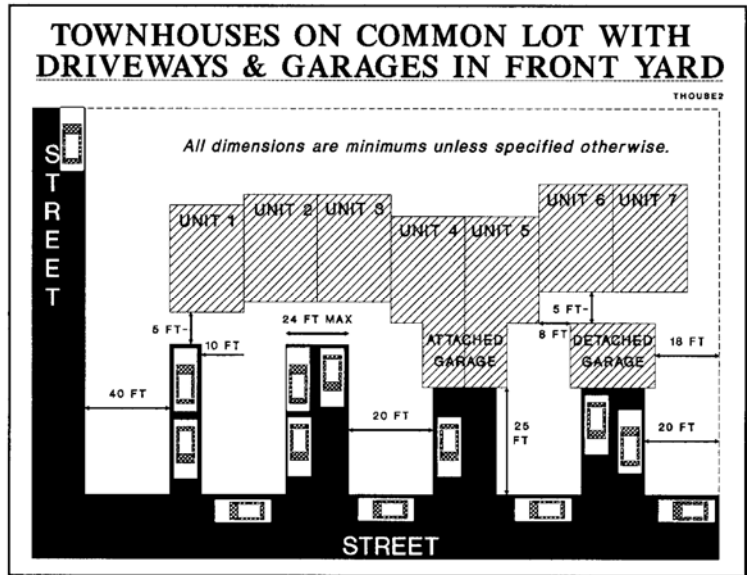 TOWNHOUSES ON COMMON LOT WITH
DRIVEWAYS & GARAGES IN FRONT YARD
THOUSE2
All dimensions are minimums unless specified otherwise.
STREET
UNIT 1
UNIT 2
UNIT 3
UNIT 4
UNIT 5
UNIT 6
UNIT 7
5 FT
24 FT MAX
10 FT
ATTACHED
GARAGE
5 FT
8 FT
DETACHED
GARAGE
18 FT
40 FT
20 FT
25
FT
20 FT
STREET